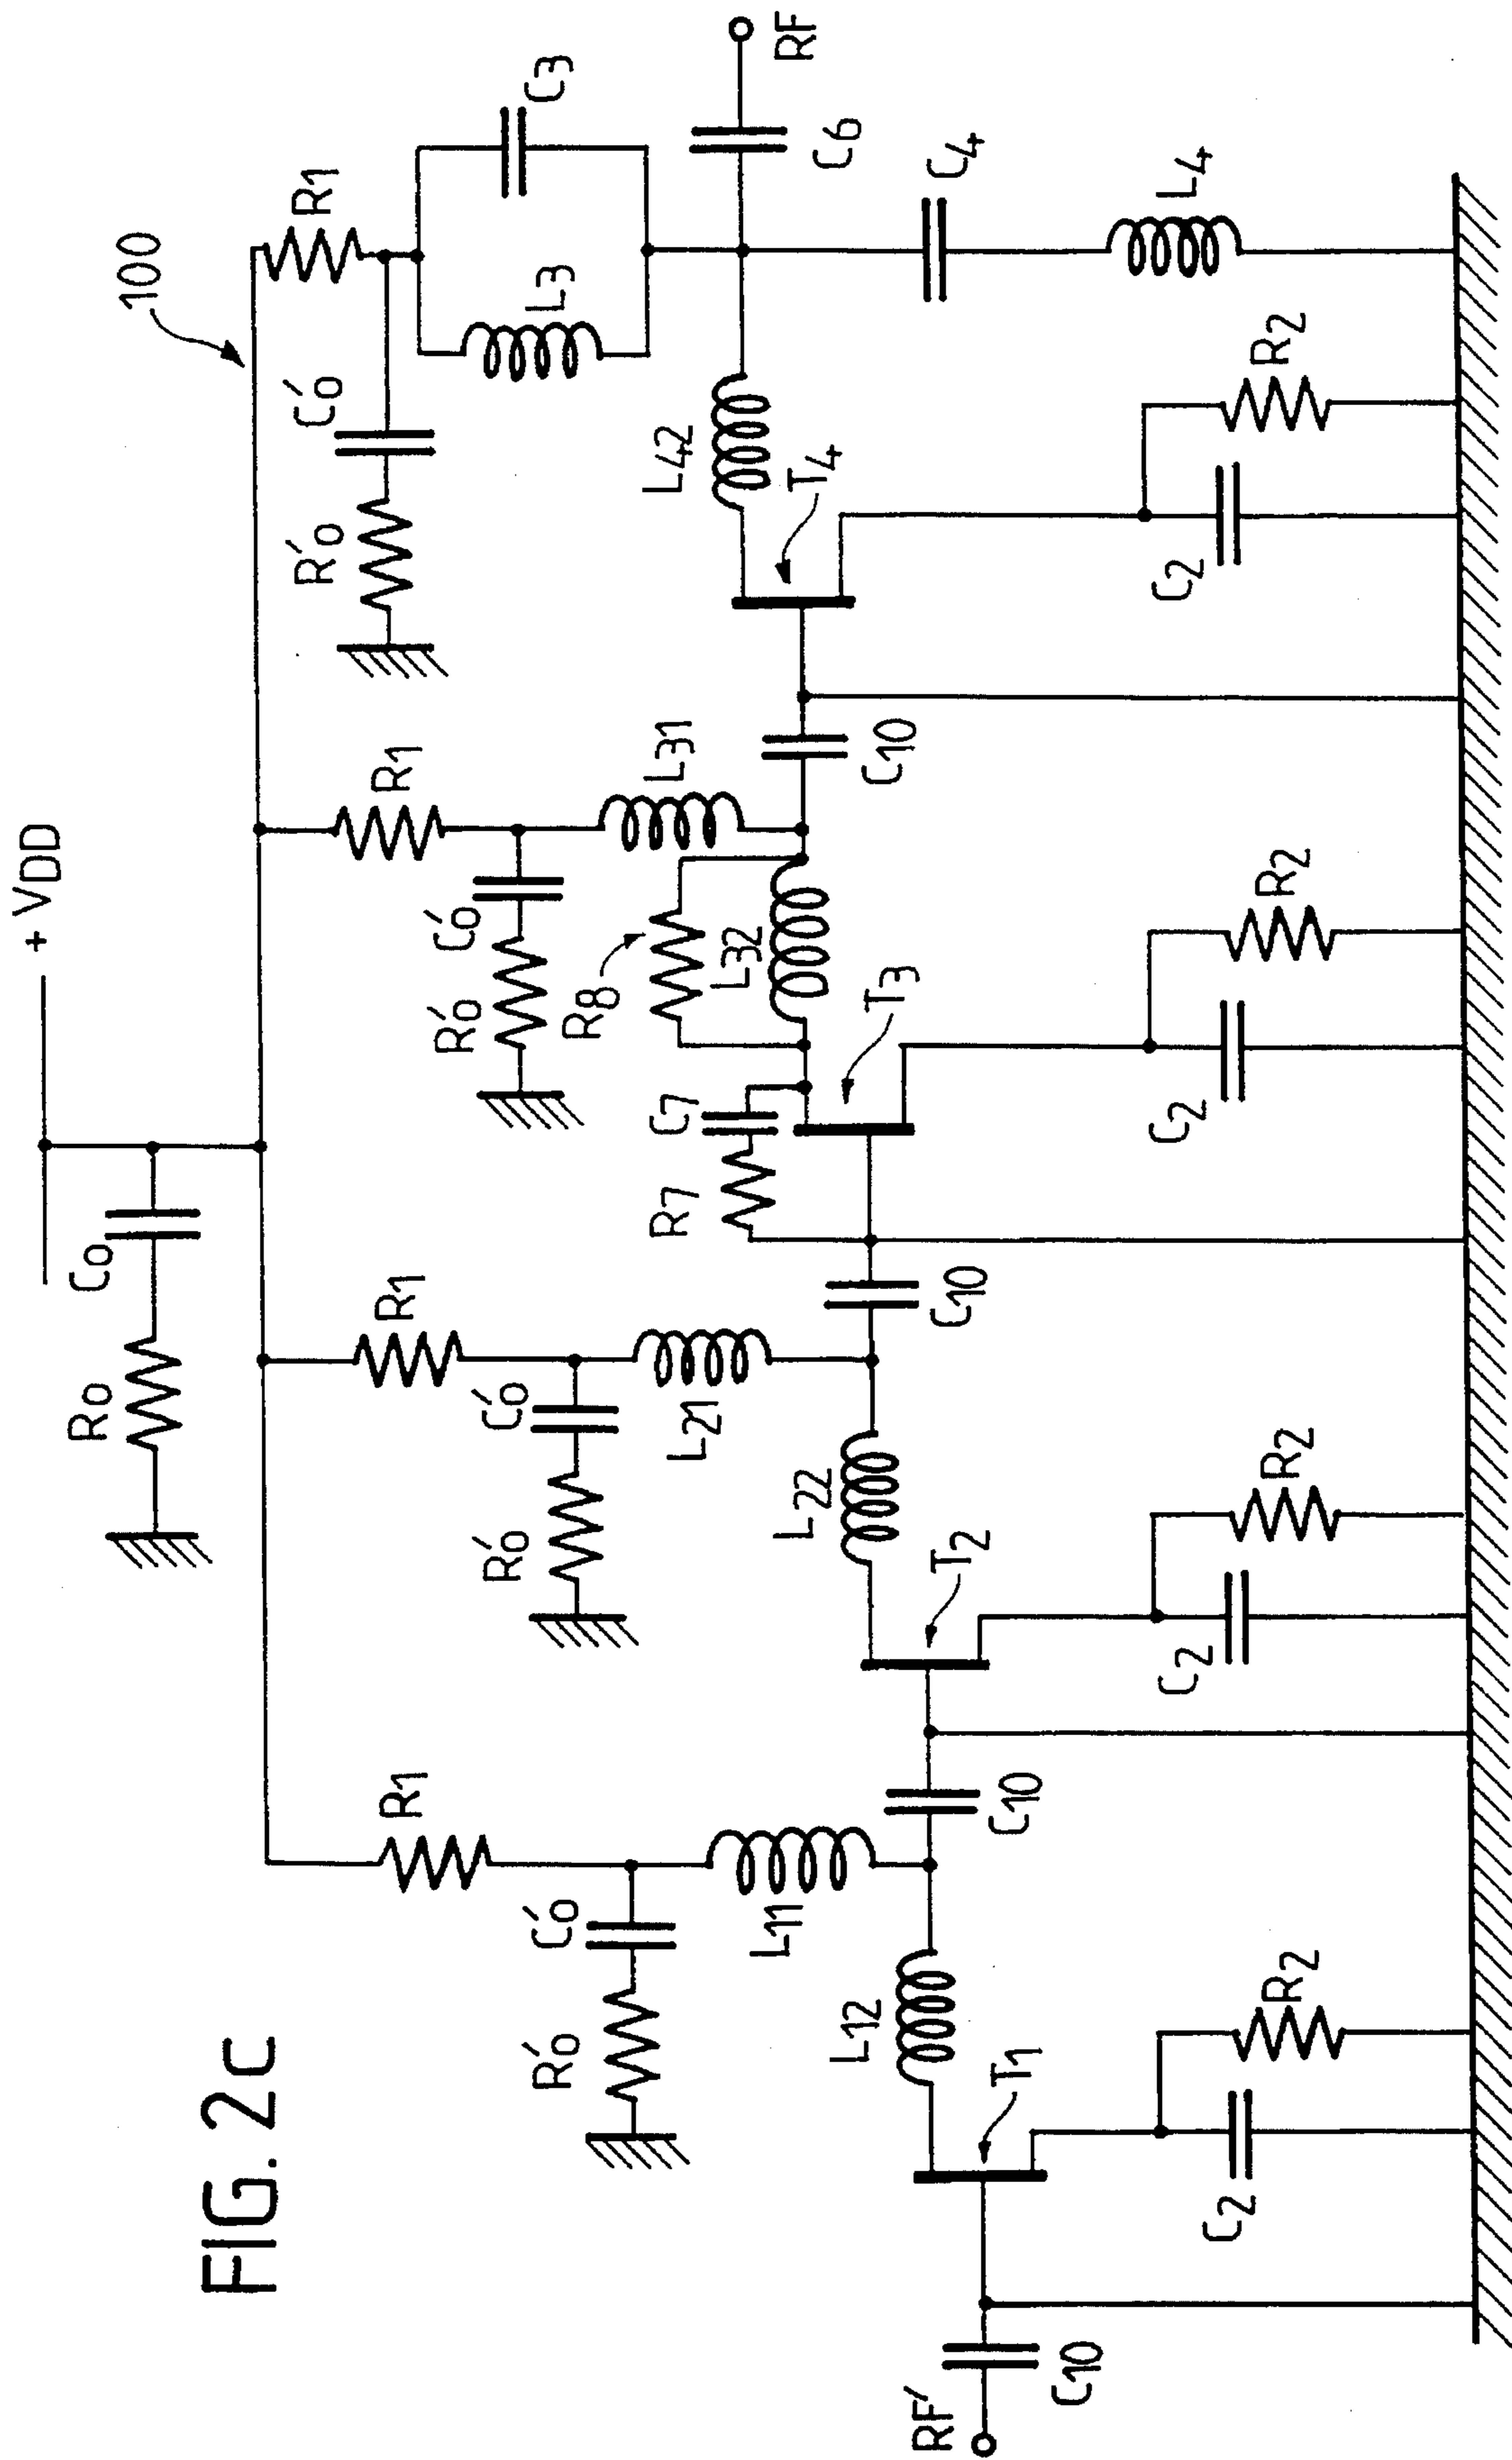 FIG. 2c
+ VDD
100
R0
C0
R1
R1
R1
R1
R'0
C'0
R'0
C'0
R'0
C'0
R'0
C'0
L11
L21
L31
L3
C3
RF'
C10
T1
L12
C10
T2
L22
C10
R7
C7
T3
R8
L32
C10
T4
L42
C6
RF
C4
L4
C2
R2
C2
R2
C2
R2
C2
R2